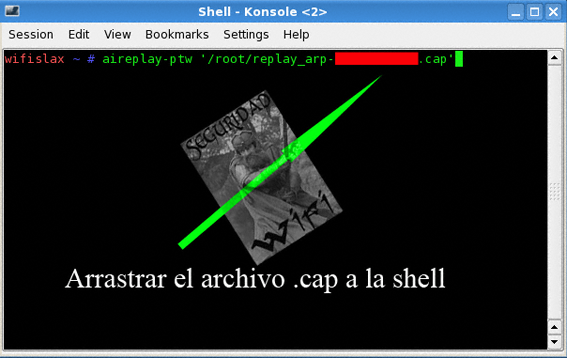 Shell - Konsole <2>
Session Edit View Bookmarks Settings Help
wifislax ~ # aireplay-ptw '/root/replay_arp- .cap'
SEGURIDAD
WiFi
Arrastrar el archivo .cap a la shell